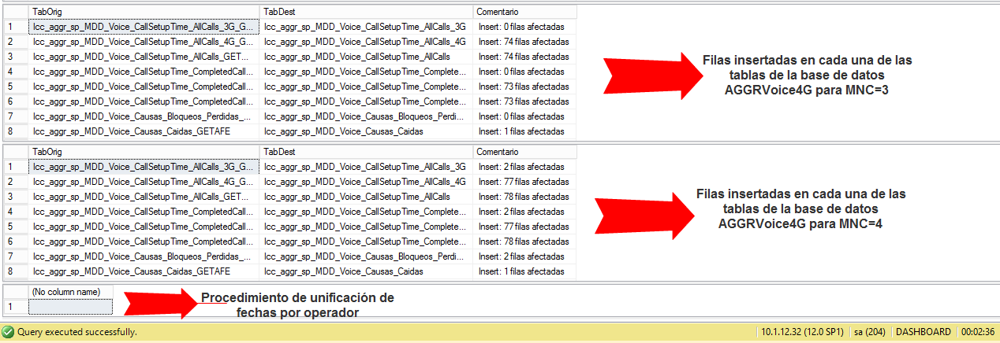 TabOrig TabDest Comentario
1 lcc_aggr_sp_MDD_Voice_CallSetupTime_AllCalls_3G_G... lcc_aggr_sp_MDD_Voice_CallSetupTime_AllCalls_3G Insert: 0 filas afectadas
2 lcc_aggr_sp_MDD_Voice_CallSetupTime_AllCalls_4G_G... lcc_aggr_sp_MDD_Voice_CallSetupTime_AllCalls_4G Insert: 74 filas afectadas
3 lcc_aggr_sp_MDD_Voice_CallSetupTime_AllCalls_GET... lcc_aggr_sp_MDD_Voice_CallSetupTime_AllCalls Insert: 74 filas afectadas
4 lcc_aggr_sp_MDD_Voice_CallSetupTime_CompletedCall... lcc_aggr_sp_MDD_Voice_CallSetupTime_Complete... Insert: 0 filas afectadas
5 lcc_aggr_sp_MDD_Voice_CallSetupTime_CompletedCall... lcc_aggr_sp_MDD_Voice_CallSetupTime_Complete... Insert: 73 filas afectadas
6 lcc_aggr_sp_MDD_Voice_CallSetupTime_CompletedCall... lcc_aggr_sp_MDD_Voice_CallSetupTime_Complete... Insert: 73 filas afectadas
7 lcc_aggr_sp_MDD_Voice_Causas_Bloqueos_Perdidas_... lcc_aggr_sp_MDD_Voice_Causas_Bloqueos_Perdi... Insert: 0 filas afectadas
8 lcc_aggr_sp_MDD_Voice_Causas_Caidas_GETAFE lcc_aggr_sp_MDD_Voice_Causas_Caidas Insert: 1 filas afectadas
Filas insertadas en cada una de las
tablas de la base de datos
AGGRVoice4G para MNC=3
TabOrig TabDest Comentario
1 lcc_aggr_sp_MDD_Voice_CallSetupTime_AllCalls_3G_G... lcc_aggr_sp_MDD_Voice_CallSetupTime_AllCalls_3G Insert: 2 filas afectadas
2 lcc_aggr_sp_MDD_Voice_CallSetupTime_AllCalls_4G_G... lcc_aggr_sp_MDD_Voice_CallSetupTime_AllCalls_4G Insert: 77 filas afectadas
3 lcc_aggr_sp_MDD_Voice_CallSetupTime_AllCalls_GET... lcc_aggr_sp_MDD_Voice_CallSetupTime_AllCalls Insert: 78 filas afectadas
4 lcc_aggr_sp_MDD_Voice_CallSetupTime_CompletedCall... lcc_aggr_sp_MDD_Voice_CallSetupTime_Complete... Insert: 2 filas afectadas
5 lcc_aggr_sp_MDD_Voice_CallSetupTime_CompletedCall... lcc_aggr_sp_MDD_Voice_CallSetupTime_Complete... Insert: 77 filas afectadas
6 lcc_aggr_sp_MDD_Voice_CallSetupTime_CompletedCall... lcc_aggr_sp_MDD_Voice_CallSetupTime_Complete... Insert: 78 filas afectadas
7 lcc_aggr_sp_MDD_Voice_Causas_Bloqueos_Perdidas_... lcc_aggr_sp_MDD_Voice_Causas_Bloqueos_Perdi... Insert: 2 filas afectadas
8 lcc_aggr_sp_MDD_Voice_Causas_Caidas_GETAFE lcc_aggr_sp_MDD_Voice_Causas_Caidas Insert: 1 filas afectadas
Filas insertadas en cada una de las
tablas de la base de datos
AGGRVoice4G para MNC=4
(No column name)
1
Procedimiento de unificación de
fechas por operador
Query executed successfully. 10.1.12.32 (12.0 SP1) sa (204) DASHBOARD 00:02:36